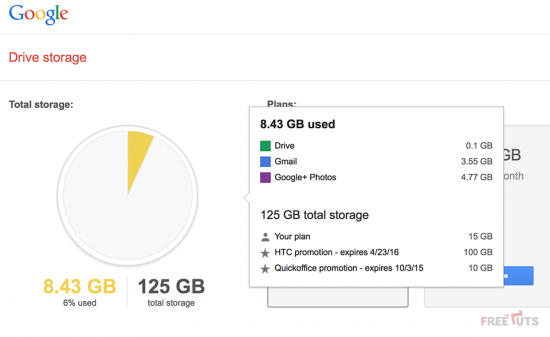 Google
Drive storage
Total storage:
Plans:
8.43 GB used
Drive 0.1 GB
Gmail 3.55 GB
Google+ Photos 4.77 GB
125 GB total storage
Your plan 15 GB
HTC promotion - expires 4/23/16 100 GB
Quickoffice promotion - expires 10/3/15 10 GB
8.43 GB
6% used
125 GB
total storage
GB
FREETUTS